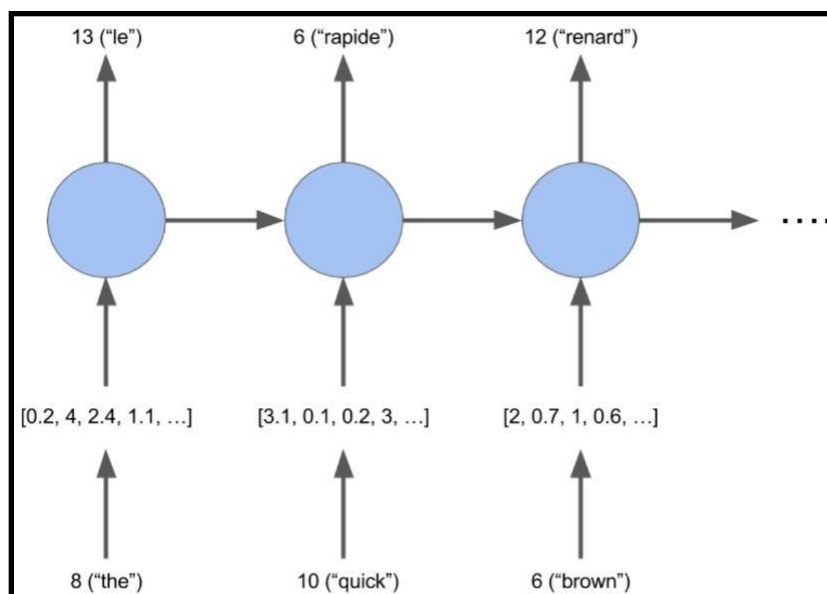 13 (“le”)
6 (“rapide”)
12 (“renard”)
....
[0.2, 4, 2.4, 1.1, …]
[3.1, 0.1, 0.2, 3, …]
[2, 0.7, 1, 0.6, …]
8 (“the”)
10 (“quick”)
6 (“brown”)